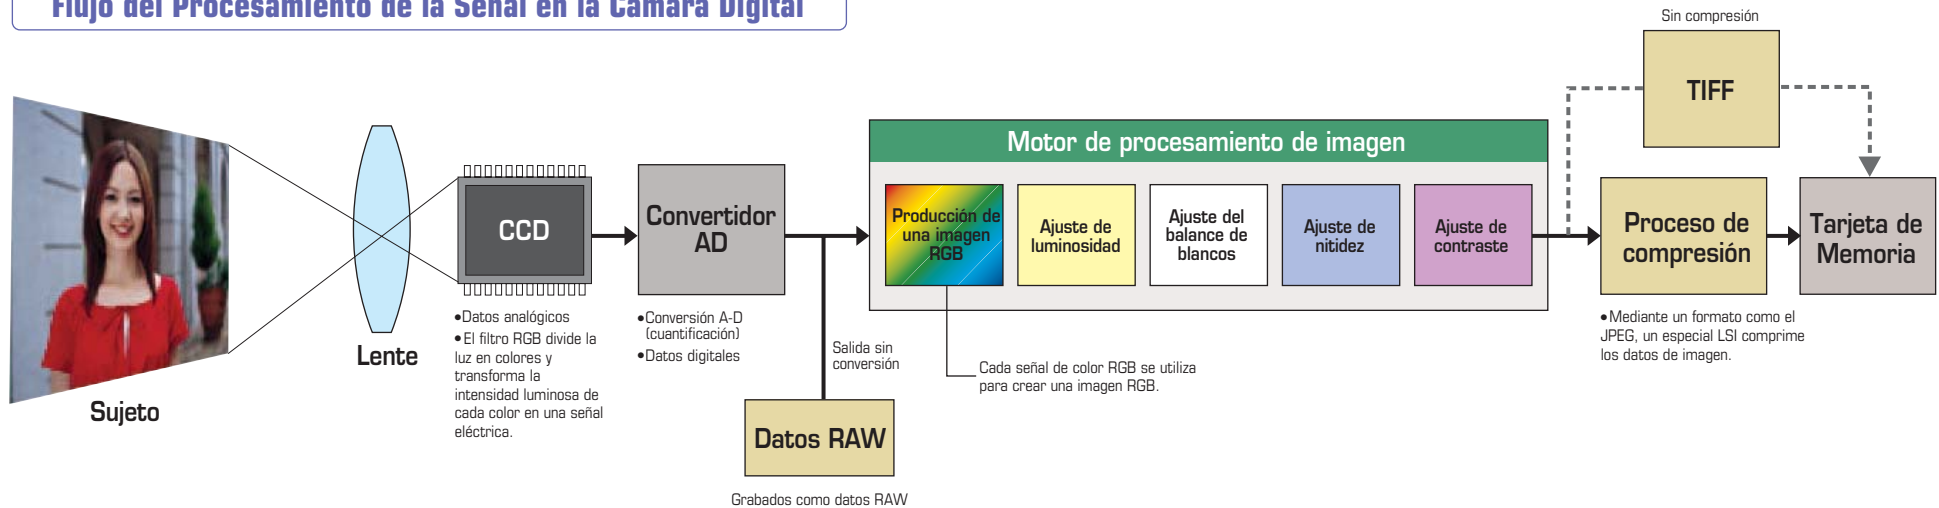 Flujo del Procesamiento de la Señal en la Cámara Digital
Sujeto
Lente
CCD
•Datos analógicos
•El filtro RGB divide la
luz en colores y
transforma la
intensidad luminosa de
cada color en una señal
eléctrica.
Convertidor
AD
•Conversión A-D
(cuantificación)
•Datos digitales
Salida sin
conversión
Datos RAW
Grabados como datos RAW
Motor de procesamiento de imagen
Producción de
una imagen
RGB
Ajuste de
luminosidad
Ajuste del
balance de
blancos
Ajuste de
nitidez
Ajuste de
contraste
Cada señal de color RGB se utiliza
para crear una imagen RGB.
Sin compresión
TIFF
Proceso de
compresión
•Mediante un formato como el
JPEG, un especial LSI comprime
los datos de imagen.
Tarjeta de
Memoria